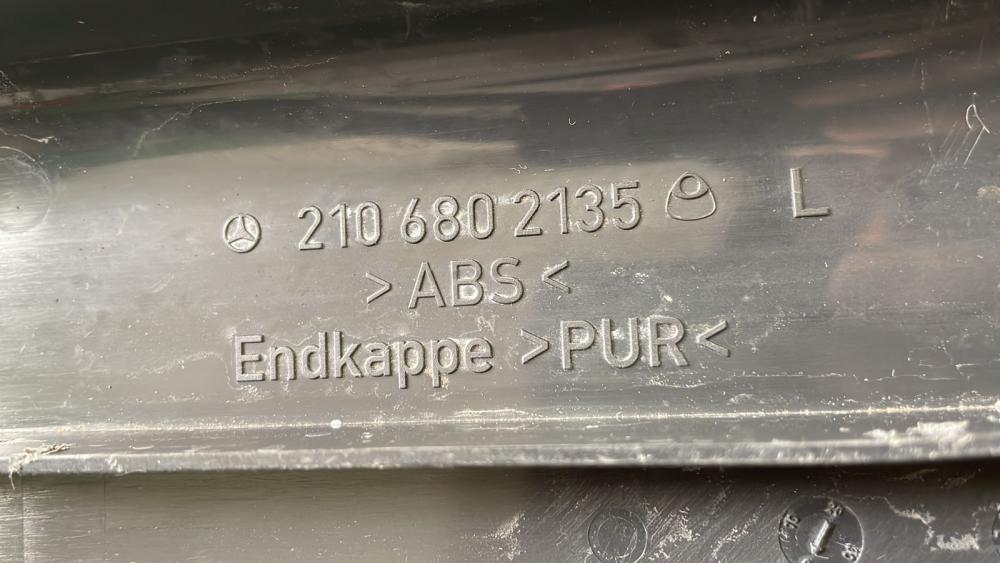 210 680 2135 L
>ABS<
Endkappe >PUR<